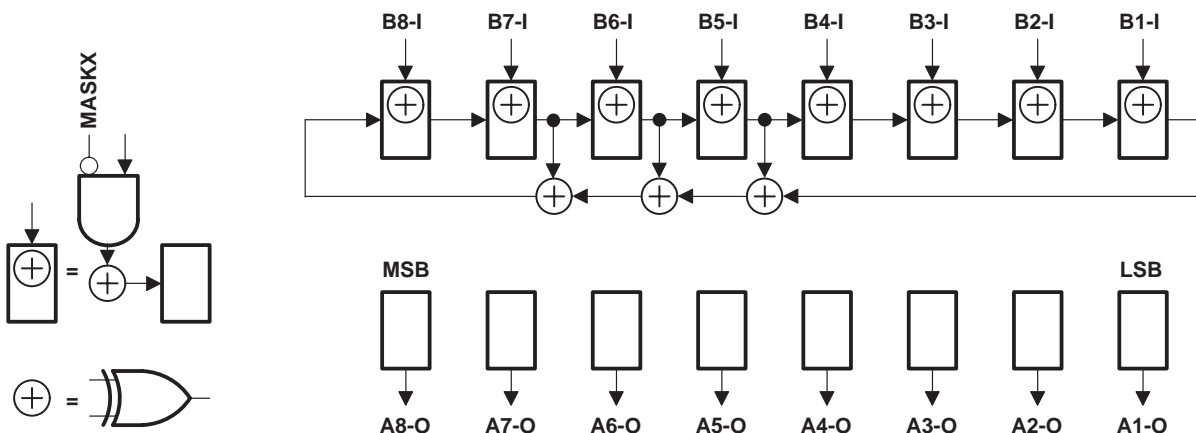 B8-I B7-I B6-I B5-I B4-I B3-I B2-I B1-I
MASKX
=
MSB LSB
=
A8-O A7-O A6-O A5-O A4-O A3-O A2-O A1-O